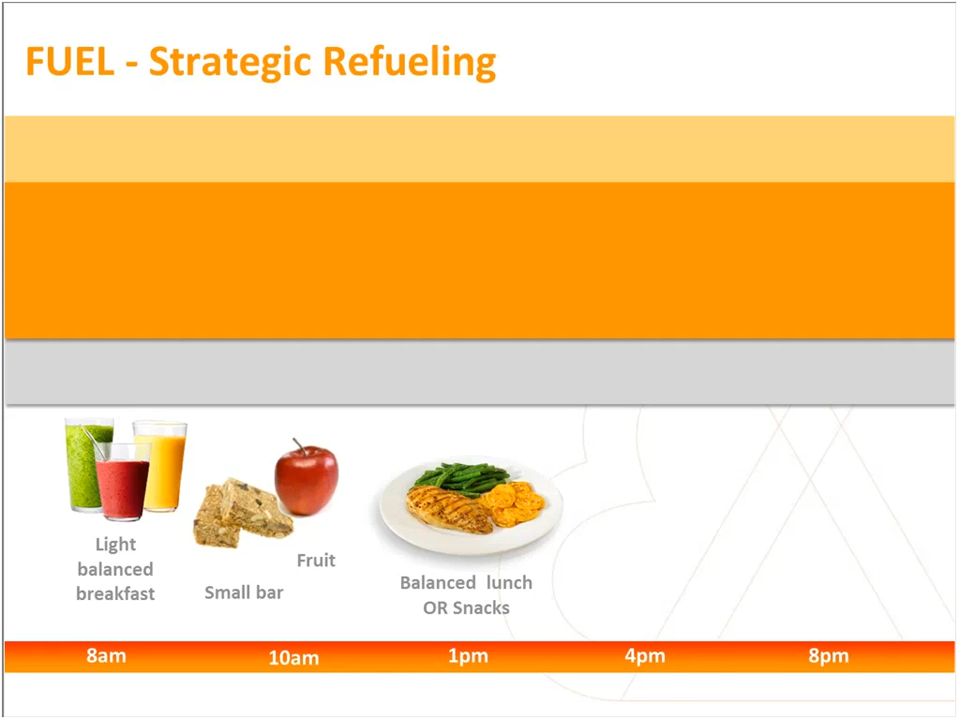 FUEL - Strategic Refueling
Light
balanced
breakfast
Small bar
Fruit
Balanced lunch
OR Snacks
8am 10am 1pm 4pm 8pm